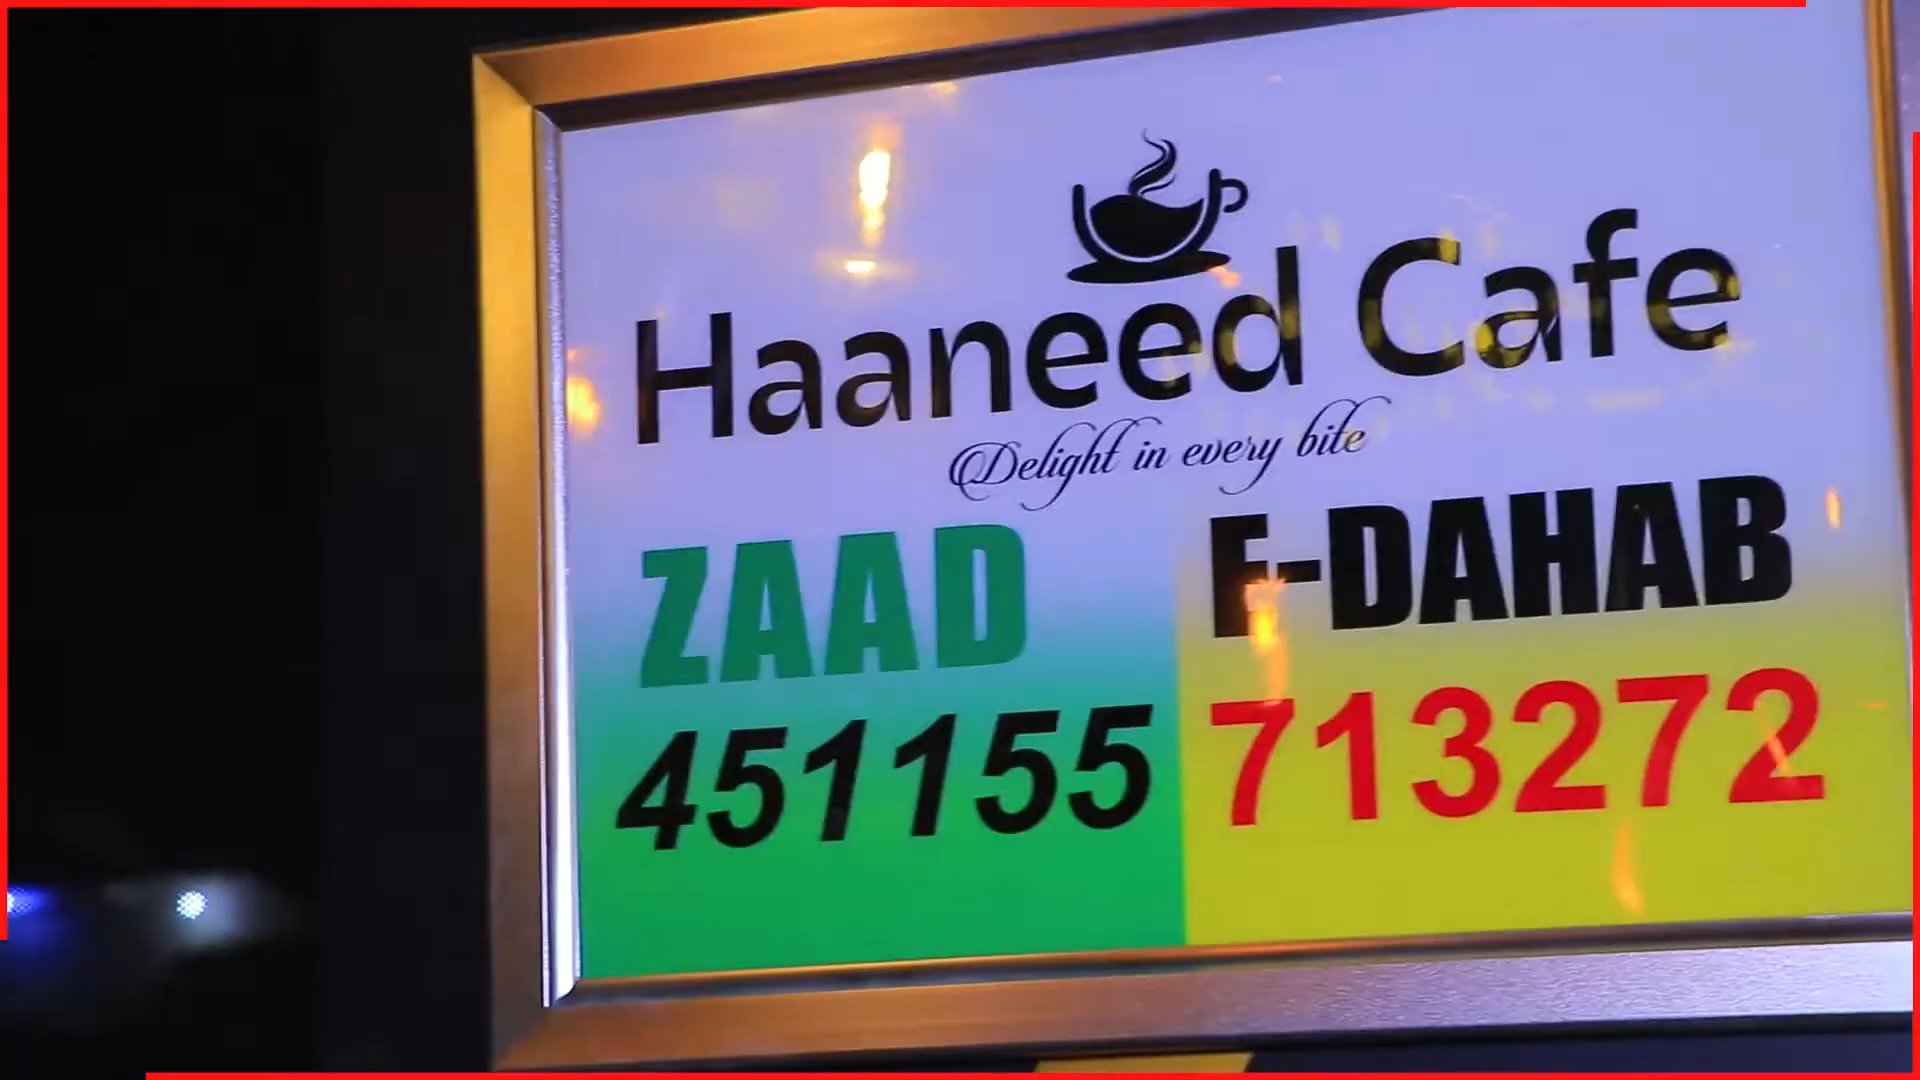 Haaneed Cafe
Delight in every bite
ZAAD
E-DAHAB
451155
713272